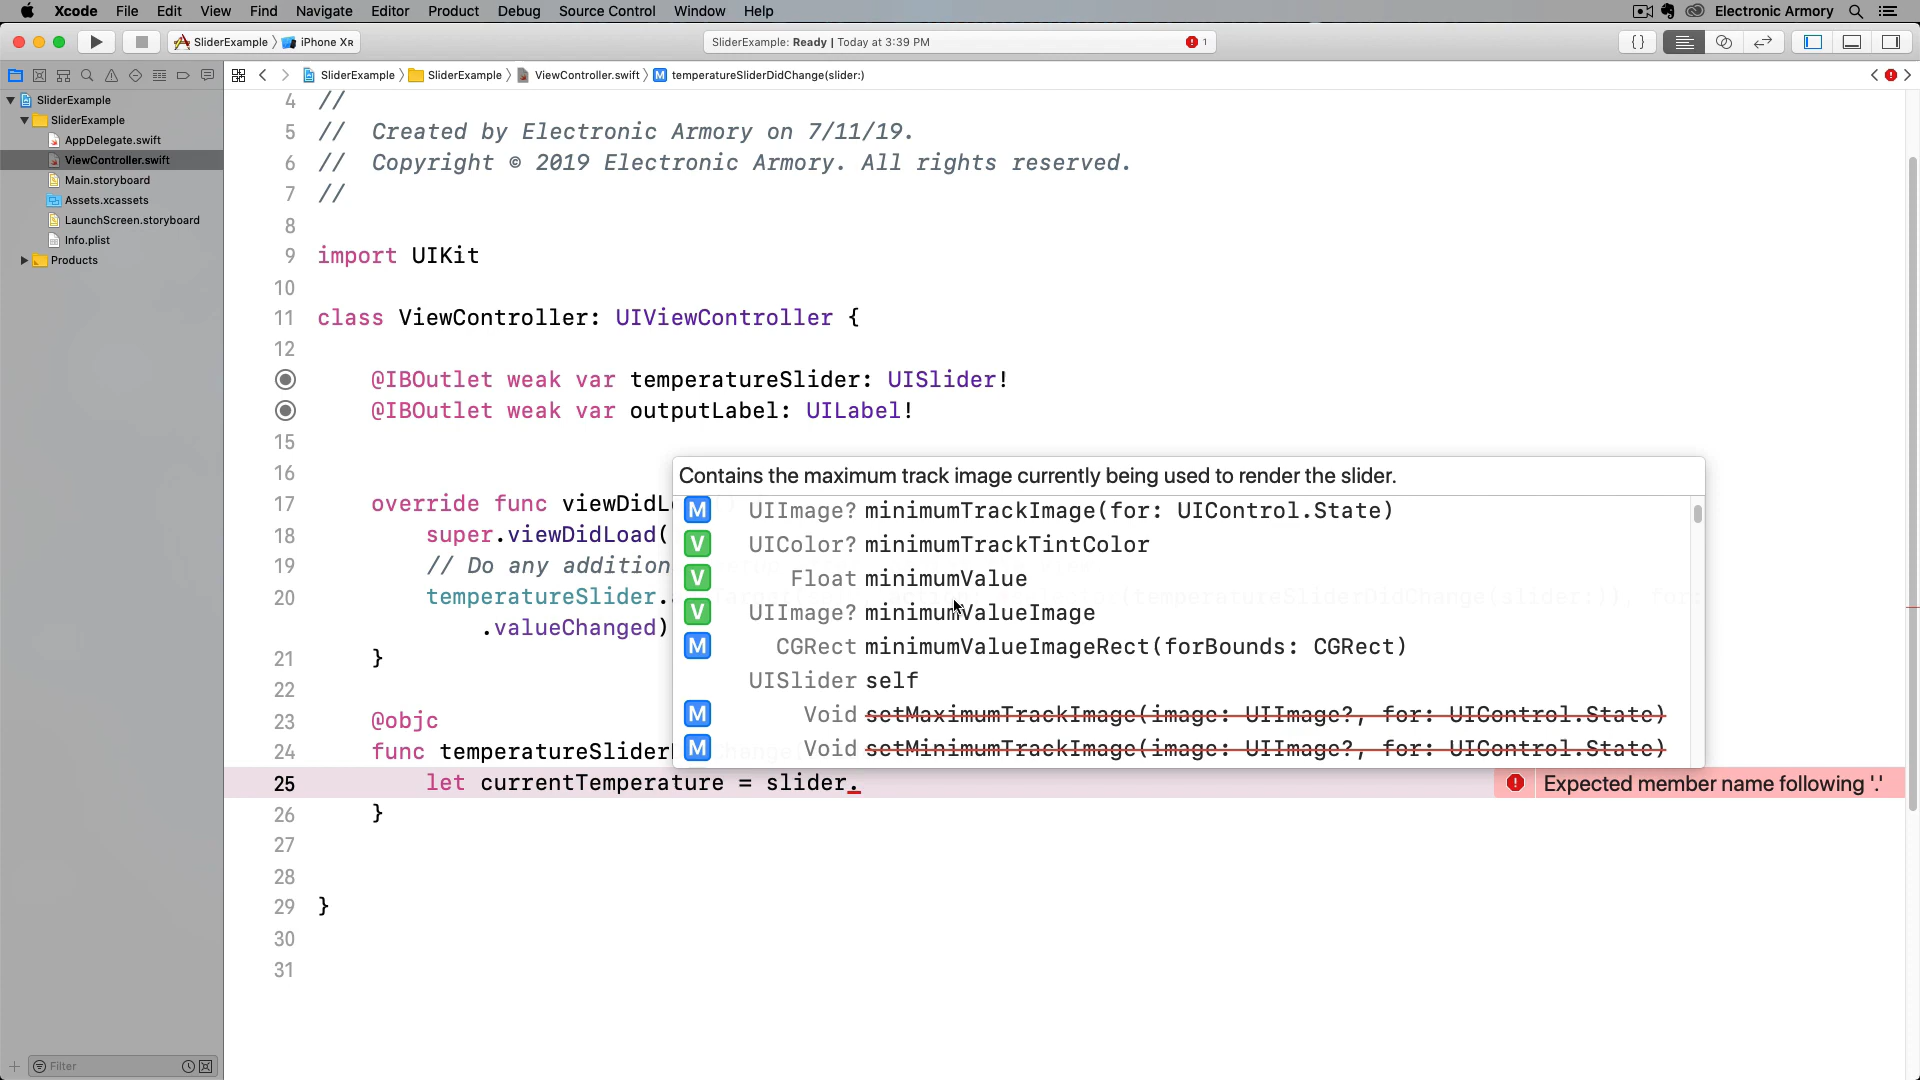 Xcode File Edit View Find Navigate Editor Product Debug Source Control Window Help Electronic Armory
SliderExample iPhone XR SliderExample: Ready | Today at 3:39 PM 1 {}
SliderExample SliderExample ViewController.swift M temperatureSliderDidChange(slider:)
SliderExample
SliderExample
AppDelegate.swift
ViewController.swift
Main.storyboard
Assets.xcassets
LaunchScreen.storyboard
Info.plist
Products
Filter
4 //
5 // Created by Electronic Armory on 7/11/19.
6 // Copyright © 2019 Electronic Armory. All rights reserved.
7 //
8
9 import UIKit
10
11 class ViewController: UIViewController {
12
@IBOutlet weak var temperatureSlider: UISlider!
@IBOutlet weak var outputLabel: UILabel!
15
16
17 override func viewDidL
18 super.viewDidLoad(
19 // Do any addition
20 temperatureSlider.
.valueChanged)
21 }
22
23 @objc
24 func temperatureSlider
25 let currentTemperature = slider.
26 }
27
28
29 }
30
31
Contains the maximum track image currently being used to render the slider.
M UIImage? minimumTrackImage(for: UIControl.State)
V UIColor? minimumTrackTintColor
V Float minimumValue
V UIImage? minimumValueImage
M CGRect minimumValueImageRect(forBounds: CGRect)
UISlider self
M Void setMaximumTrackImage(image: UIImage?, for: UIControl.State)
M Void setMinimumTrackImage(image: UIImage?, for: UIControl.State)
Expected member name following '.'